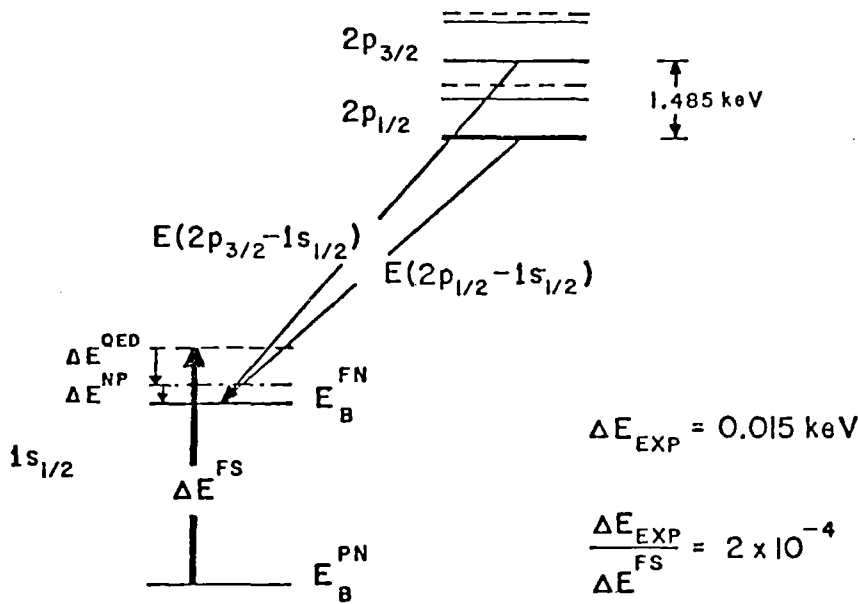 2p3/2
1.485 keV
2p1/2
E(2p3/2-1s1/2)
E(2p1/2-1s1/2)
ΔE^QED
ΔE^NP
E_B^FN
ΔE_EXP = 0.015 keV
1s1/2
ΔE^FS
ΔE_EXP
ΔE^FS
= 2 x 10^-4
E_B^PN